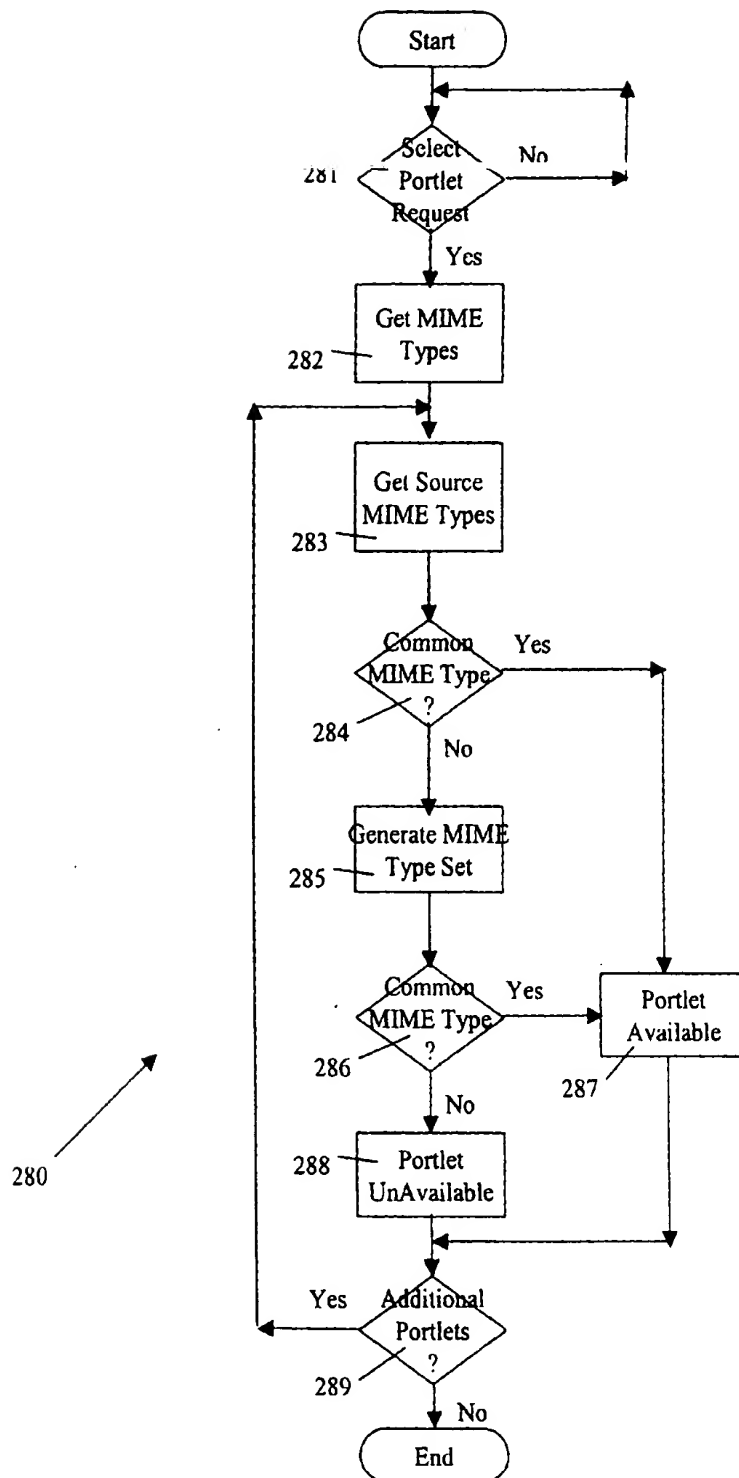 Start
Select
Portlet
Request
No
281
Yes
Get MIME
Types
282
Get Source
MIME Types
283
Common
MIME Type
?
Yes
284
No
Generate MIME
Type Set
285
Common
MIME Type
?
Yes
286
Portlet
Available
287
No
288
Portlet
UnAvailable
280
Yes
Additional
Portlets
?
289
No
End